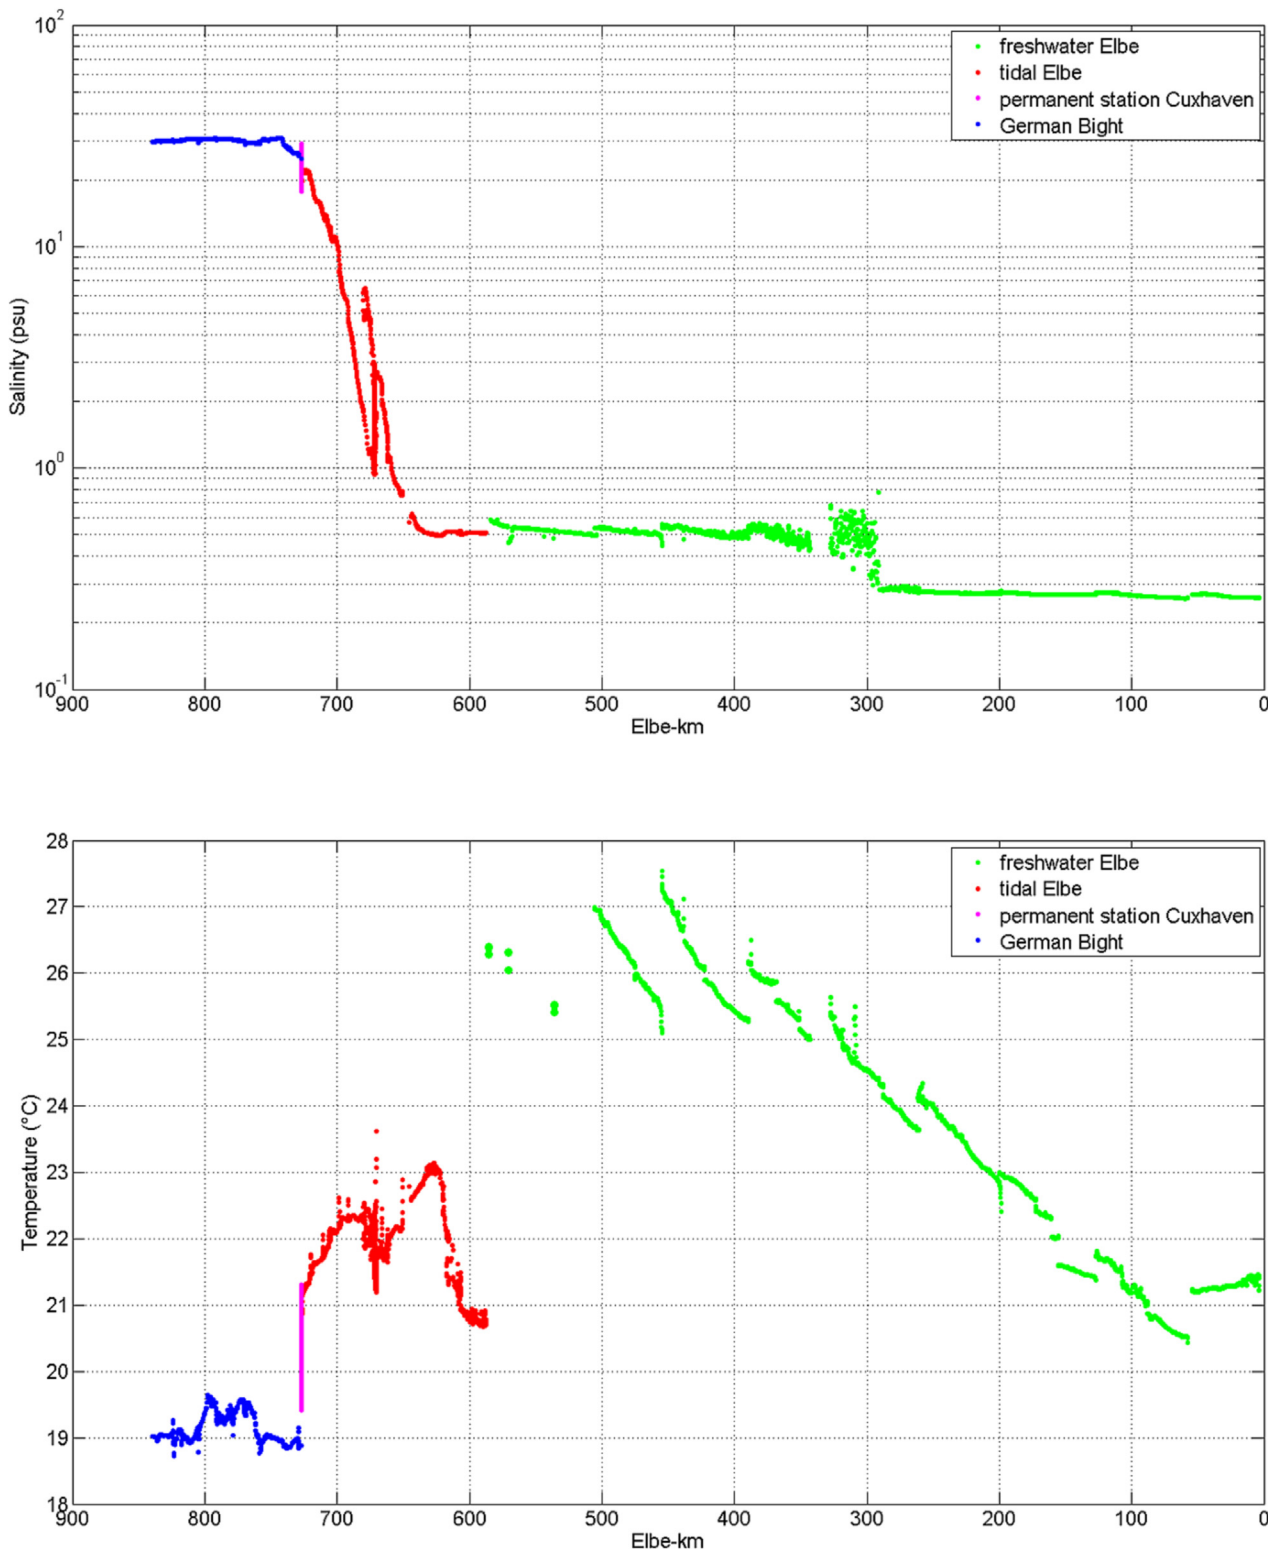 10^2
freshwater Elbe
tidal Elbe
permanent station Cuxhaven
German Bight
10^1
Salinity (psu)
10^0
10^-1
900 800 700 600 500 400 300 200 100 0
Elbe-km
28
freshwater Elbe
tidal Elbe
permanent station Cuxhaven
German Bight
27
26
25
24
23
Temperature (°C)
22
21
20
19
18
900 800 700 600 500 400 300 200 100 0
Elbe-km